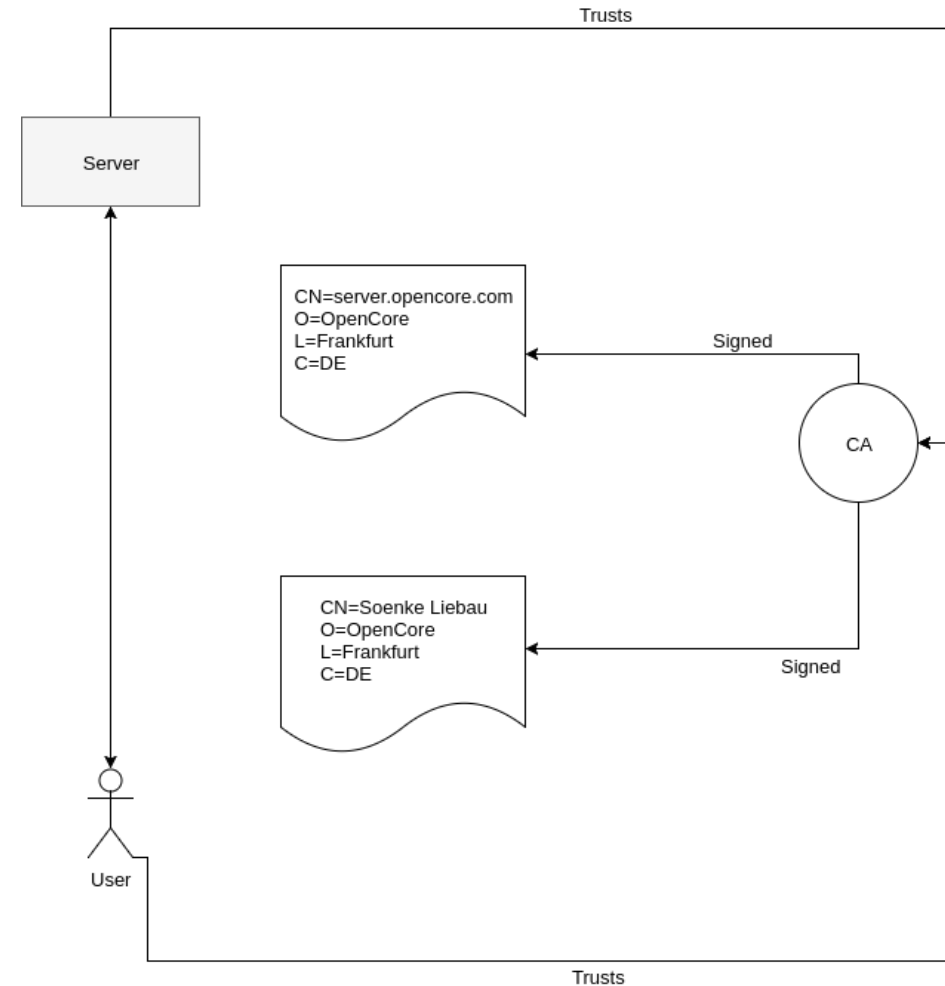 Trusts
Server
CN=server.opencore.com
O=OpenCore
L=Frankfurt
C=DE
Signed
CA
CN=Soenke Liebau
O=OpenCore
L=Frankfurt
C=DE
Signed
User
Trusts